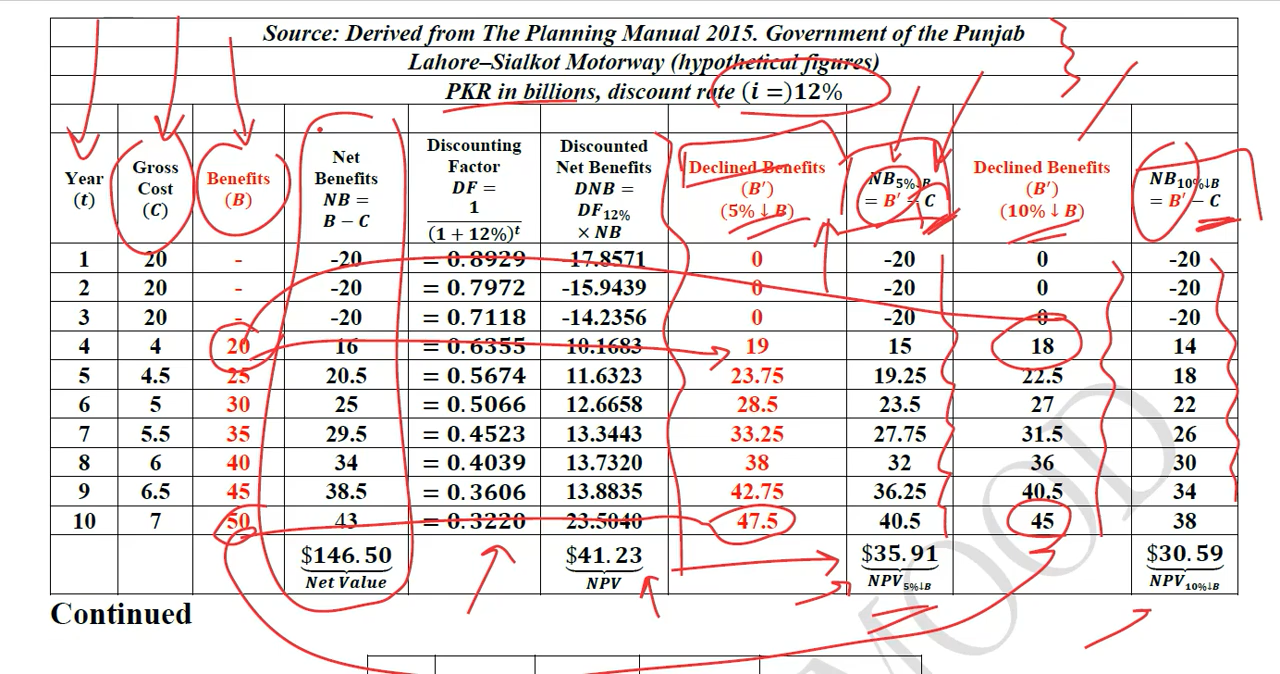 Source: Derived from The Planning Manual 2015. Government of the Punjab
Lahore–Sialkot Motorway (hypothetical figures)
PKR in billions, discount rate (i =)12%
Year (t) | Gross Cost (C) | Benefits (B) | Net Benefits NB = B − C | Discounting Factor DF = 1 / (1 + 12%)^t | Discounted Net Benefits DNB = DF₁₂% × NB | Declined Benefits (B′) (5% ↓ B) | NB₅%↓B = B′ − C | Declined Benefits (B′) (10% ↓ B) | NB₁₀%↓B = B′ − C
1 | 20 | - | -20 | = 0.8929 | -17.8571 | 0 | -20 | 0 | -20
2 | 20 | - | -20 | = 0.7972 | -15.9439 | 0 | -20 | 0 | -20
3 | 20 | - | -20 | = 0.7118 | -14.2356 | 0 | -20 | 0 | -20
4 | 4 | 20 | 16 | = 0.6355 | 10.1683 | 19 | 15 | 18 | 14
5 | 4.5 | 25 | 20.5 | = 0.5674 | 11.6323 | 23.75 | 19.25 | 22.5 | 18
6 | 5 | 30 | 25 | = 0.5066 | 12.6658 | 28.5 | 23.5 | 27 | 22
7 | 5.5 | 35 | 29.5 | = 0.4523 | 13.3443 | 33.25 | 27.75 | 31.5 | 26
8 | 6 | 40 | 34 | = 0.4039 | 13.7320 | 38 | 32 | 36 | 30
9 | 6.5 | 45 | 38.5 | = 0.3606 | 13.8835 | 42.75 | 36.25 | 40.5 | 34
10 | 7 | 50 | 43 | = 0.3220 | 23.5040 | 47.5 | 40.5 | 45 | 38
$146.50 Net Value | $41.23 NPV | $35.91 NPV₅%↓B | $30.59 NPV₁₀%↓B
Continued
MOOD